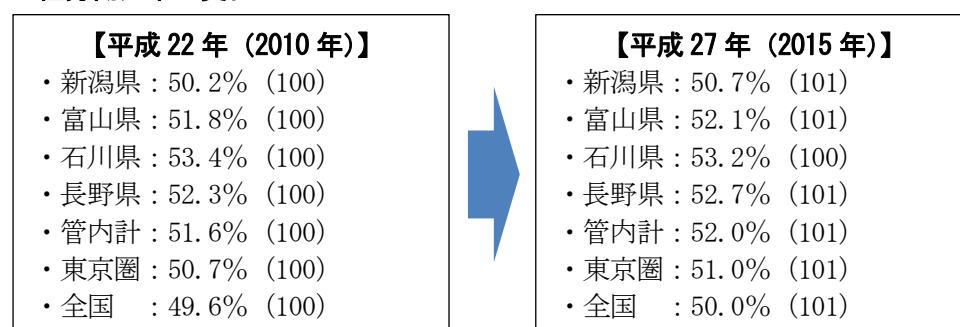 【平成 22 年（2010 年）】
・新潟県：50.2％（100）
・富山県：51.8％（100）
・石川県：53.4％（100）
・長野県：52.3％（100）
・管内計：51.6％（100）
・東京圏：50.7％（100）
・全国　：49.6％（100）
【平成 27 年（2015 年）】
・新潟県：50.7％（101）
・富山県：52.1％（101）
・石川県：53.2％（100）
・長野県：52.7％（101）
・管内計：52.0％（101）
・東京圏：51.0％（101）
・全国　：50.0％（101）